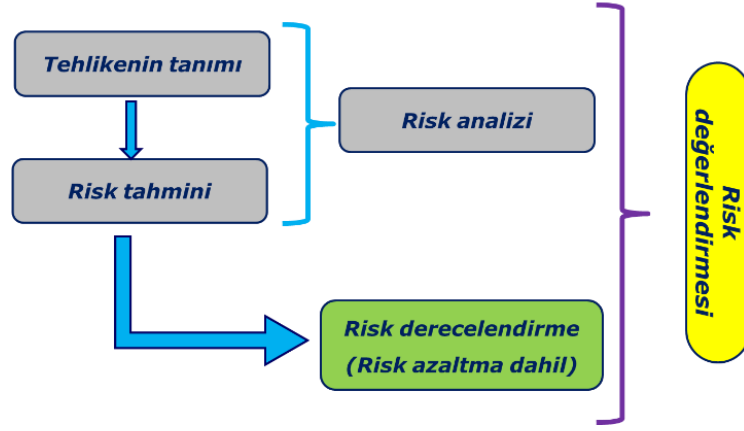 Tehlikenin tanımı
Risk analizi
Risk tahmini
Risk derecelendirme
(Risk azaltma dahil)
Risk
değerlendirmesi